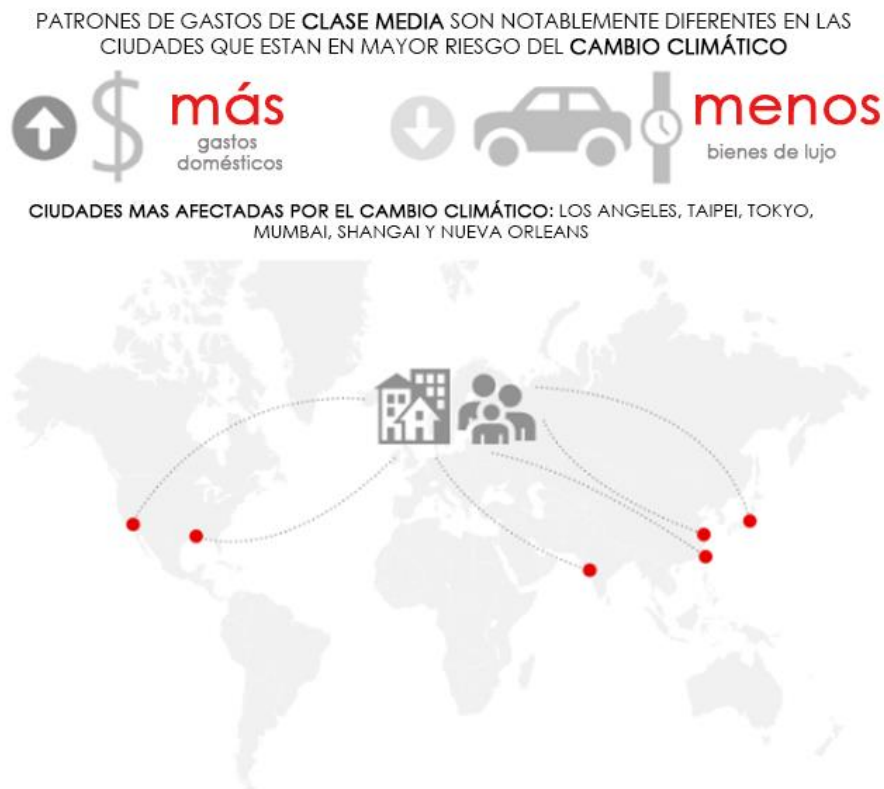 PATRONES DE GASTOS DE CLASE MEDIA SON NOTABLEMENTE DIFERENTES EN LAS
CIUDADES QUE ESTAN EN MAYOR RIESGO DEL CAMBIO CLIMÁTICO
$
más
gastos
domésticos
menos
bienes de lujo
CIUDADES MAS AFECTADAS POR EL CAMBIO CLIMÁTICO: LOS ANGELES, TAIPEI, TOKYO,
MUMBAI, SHANGAI Y NUEVA ORLEANS